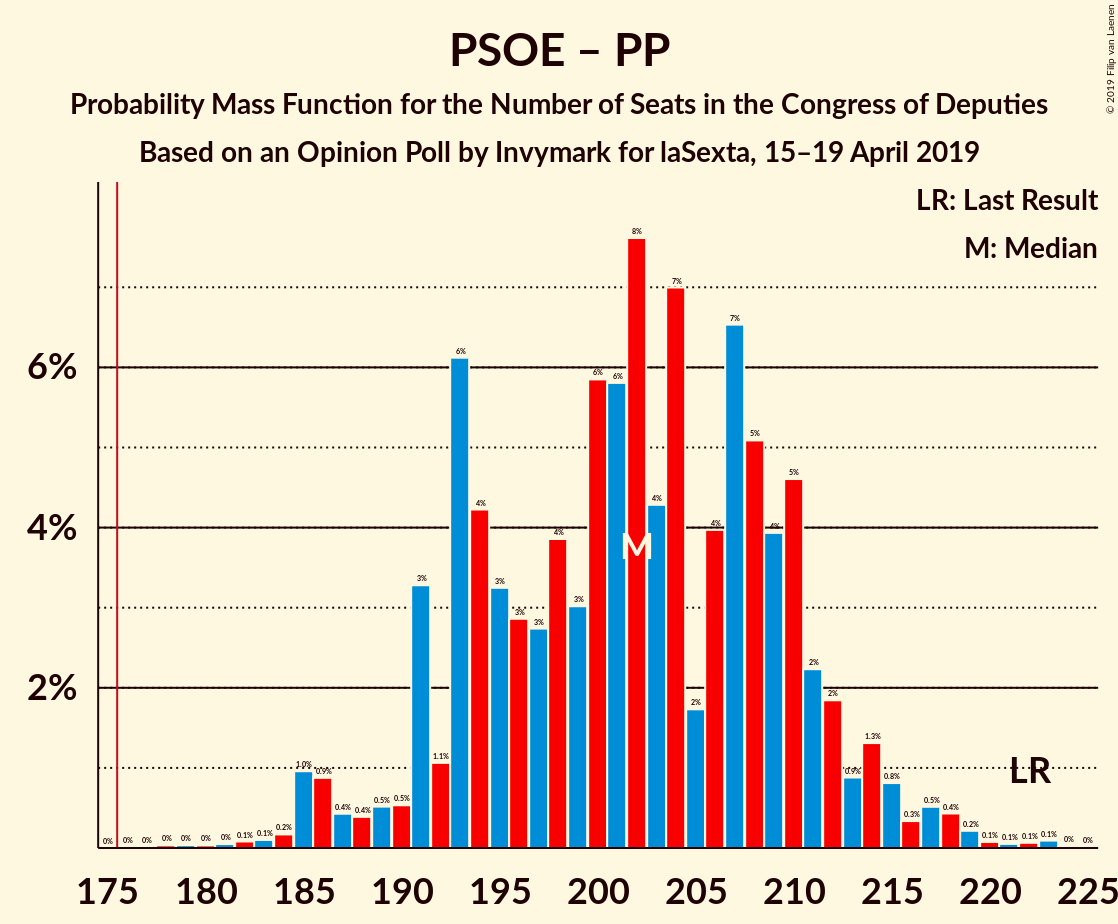 PSOE – PP
Probability Mass Function for the Number of Seats in the Congress of Deputies
Based on an Opinion Poll by Invymark for laSexta, 15–19 April 2019
© 2019 Filip van Laenen
LR: Last Result
M: Median
6%
4%
2%
0% 0% 0% 0% 0% 0% 0% 0.1% 0.1% 0.2% 1.0% 0.9% 0.4% 0.4% 0.5% 0.5% 3% 1.1% 6% 4% 3% 3% 3% 4% 3% 6% 6% 8% 4% 7% 2% 4% 7% 5% 4% 5% 2% 2% 0.9% 1.3% 0.8% 0.3% 0.5% 0.4% 0.2% 0.1% 0.1% 0.1% 0.1% 0% 0%
M
LR
175 180 185 190 195 200 205 210 215 220 225